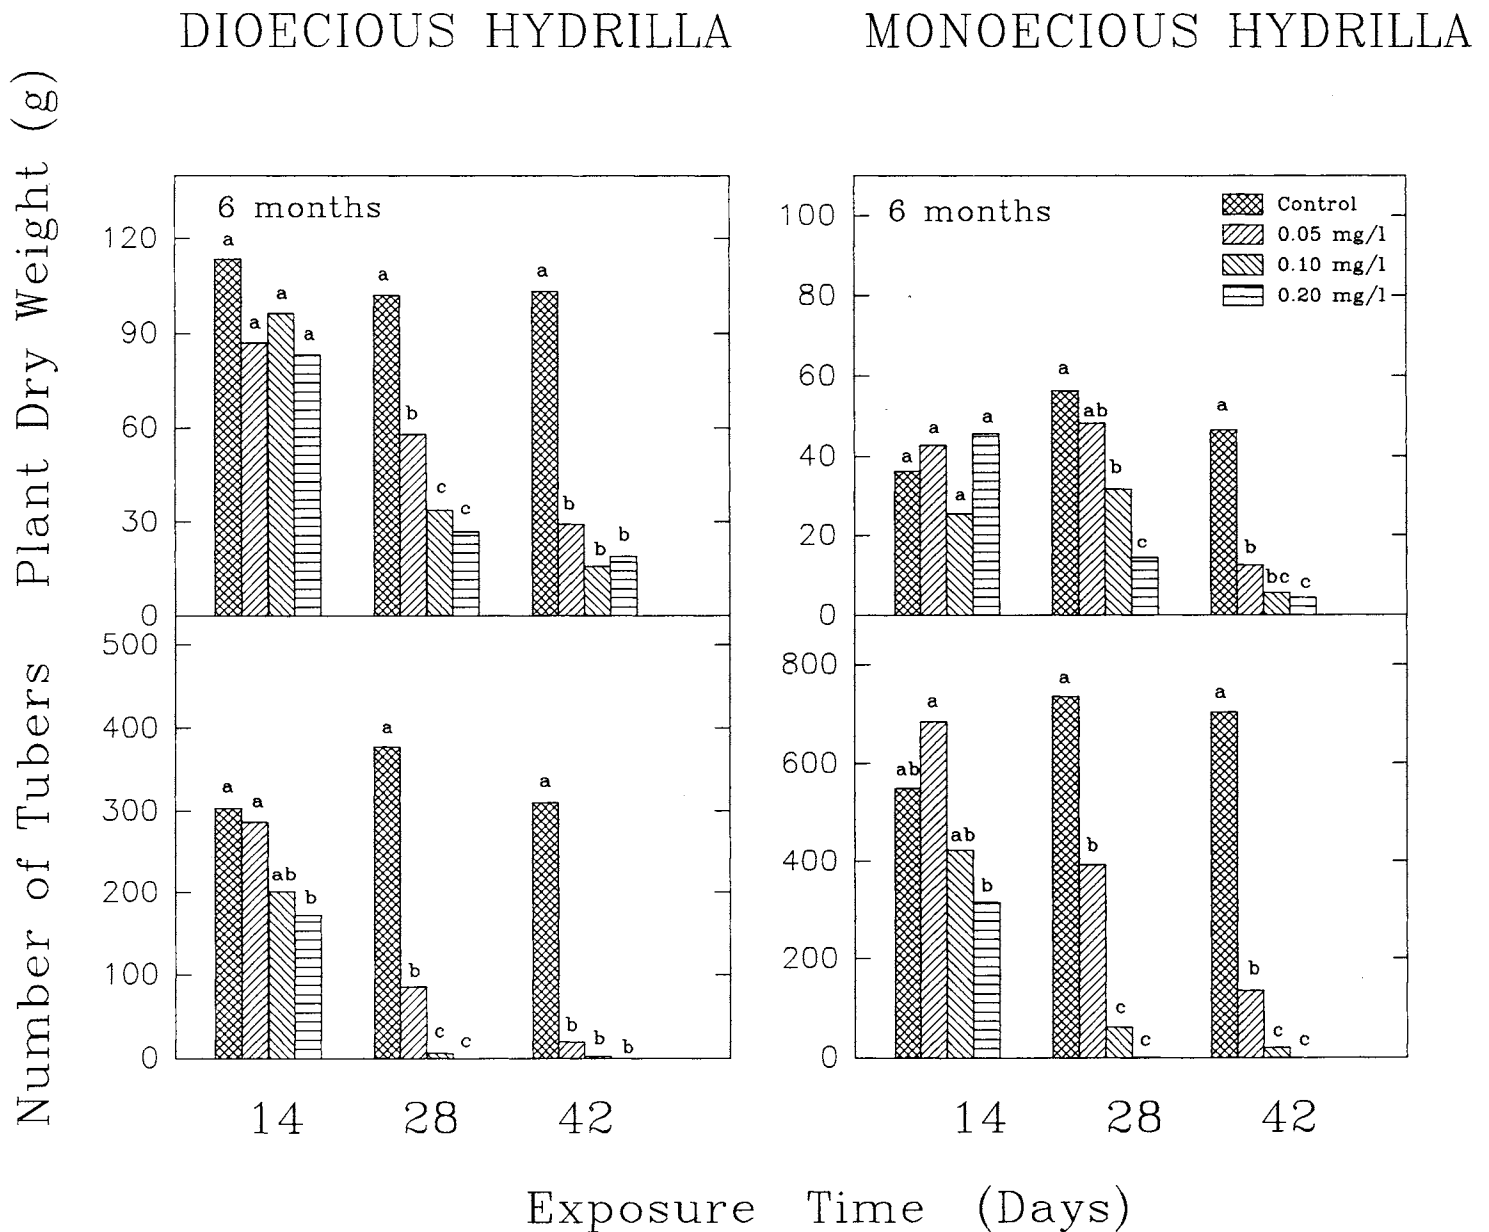 DIOECIOUS HYDRILLA
MONOECIOUS HYDRILLA
Plant Dry Weight (g)
Number of Tubers
6 months
120
90
60
30
0
a a a a
a b c c
a b b b
6 months
Control
0.05 mg/l
0.10 mg/l
0.20 mg/l
100
80
60
40
20
0
a a a a
a ab b c
a b bc c
500
400
300
200
100
0
a a ab b
a b c c
a b b b
800
600
400
200
0
ab a ab b
a b c c
a b c c
14 28 42
14 28 42
Exposure Time (Days)